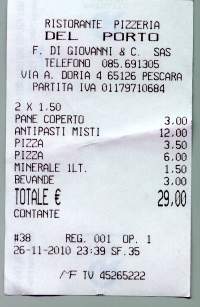 RISTORANTE PIZZERIA
DEL PORTO
F. DI GIOVANNI & C. SAS
TELEFONO 085.691305
VIA A. DORIA 4 65126 PESCARA
PARTITA IVA 01179710684
2 X 1.50
PANE COPERTO 3.00
ANTIPASTI MISTI 12.00
PIZZA 3.50
PIZZA 6.00
MINERALE 1LT. 1.50
BEVANDE 3.00
TOTALE € 29,00
CONTANTE
#38 REG. 001 OP. 1
26-11-2010 23:39 SF.35
MF TV 45265222